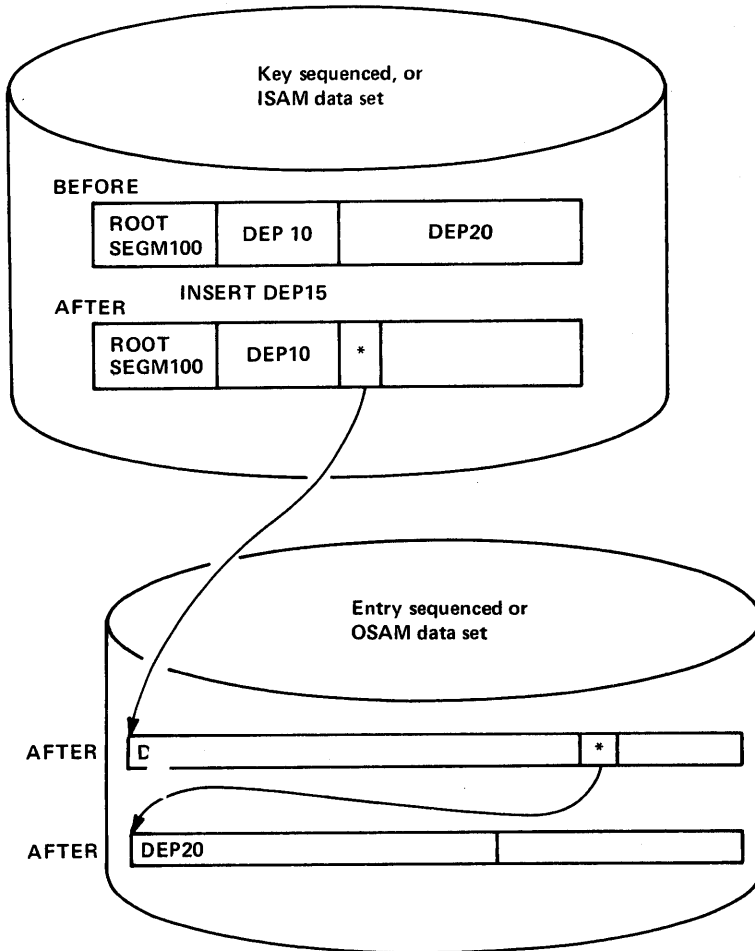 Key sequenced, or
ISAM data set
BEFORE
ROOT
SEGM100
DEP 10
DEP20
INSERT DEP15
AFTER
ROOT
SEGM100
DEP10
*
Entry sequenced or
OSAM data set
AFTER
*
AFTER
DEP20